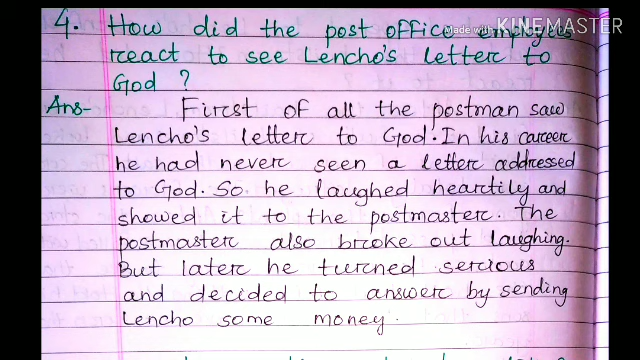 Made with KINEMASTER
4. How did the post office employes
react to see Lencho's letter to
God ?
Ans- First of all the postman saw
Lencho's letter to God. In his career
he had never seen a letter addressed
to God. So he laughed heartily and
showed it to the postmaster. The
postmaster also broke out laughing.
But later he turned serious
and decided to answer by sending
Lencho some money.